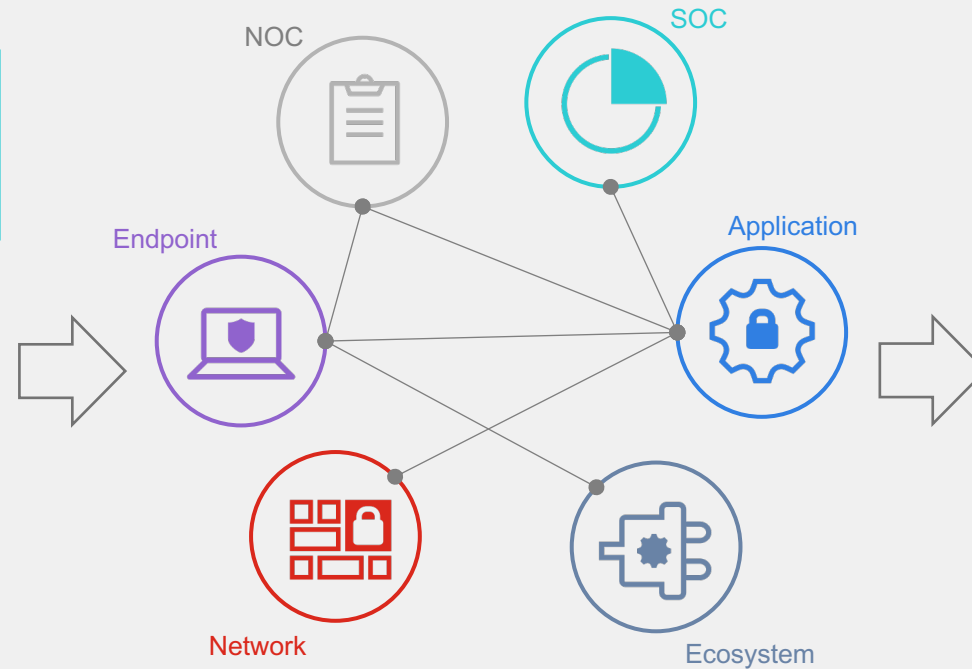 SOC
NOC
Application
Endpoint
Network
Ecosystem